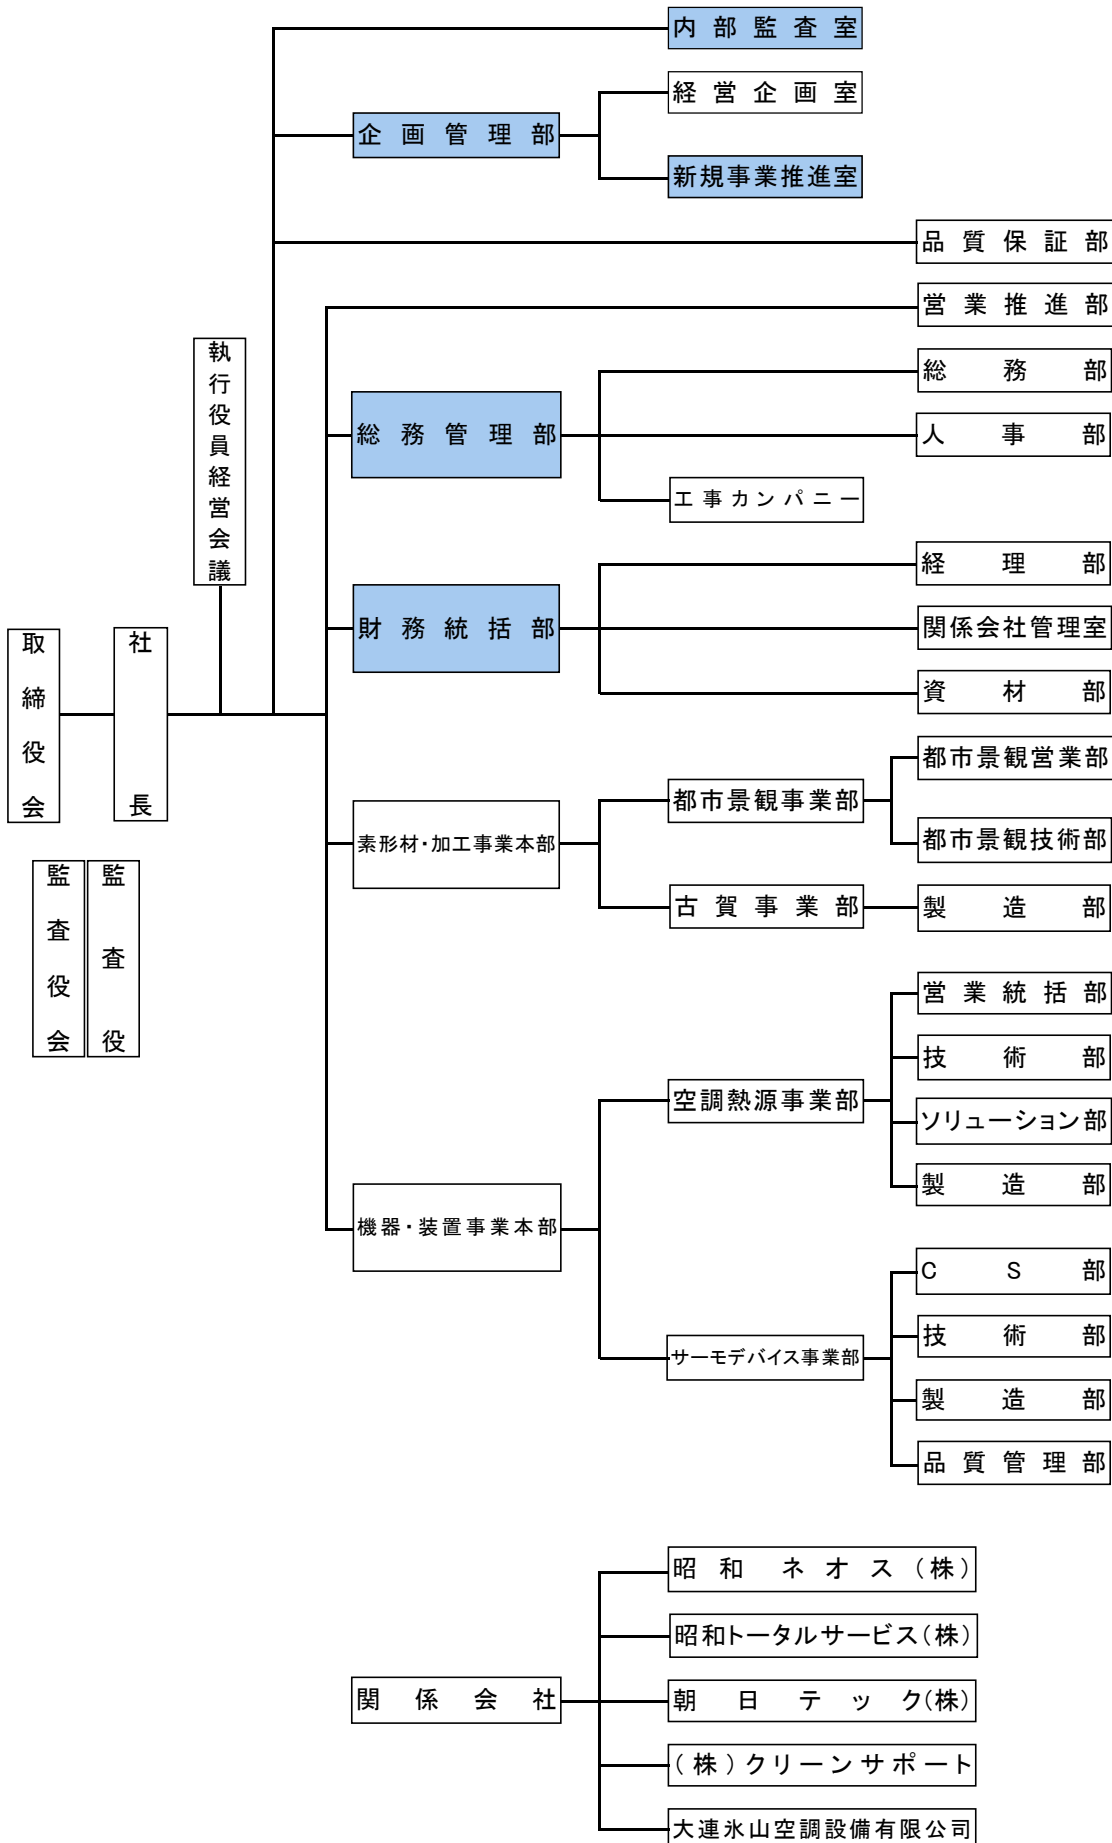 内部監査室
経営企画室
企画管理部
新規事業推進室
品質保証部
営業推進部
執行役員経営会議
総務部
総務管理部
人事部
工事カンパニー
経理部
財務統括部
関係会社管理室
資材部
取締役会
社長
都市景観営業部
都市景観事業部
素形材・加工事業本部
都市景観技術部
古賀事業部
製造部
監査役会
監査役
営業統括部
技術部
空調熱源事業部
ソリューション部
製造部
機器・装置事業本部
CS部
技術部
サーモデバイス事業部
製造部
品質管理部
昭和ネオス(株)
昭和トータルサービス(株)
関係会社
朝日テック(株)
(株)クリーンサポート
大連氷山空調設備有限公司